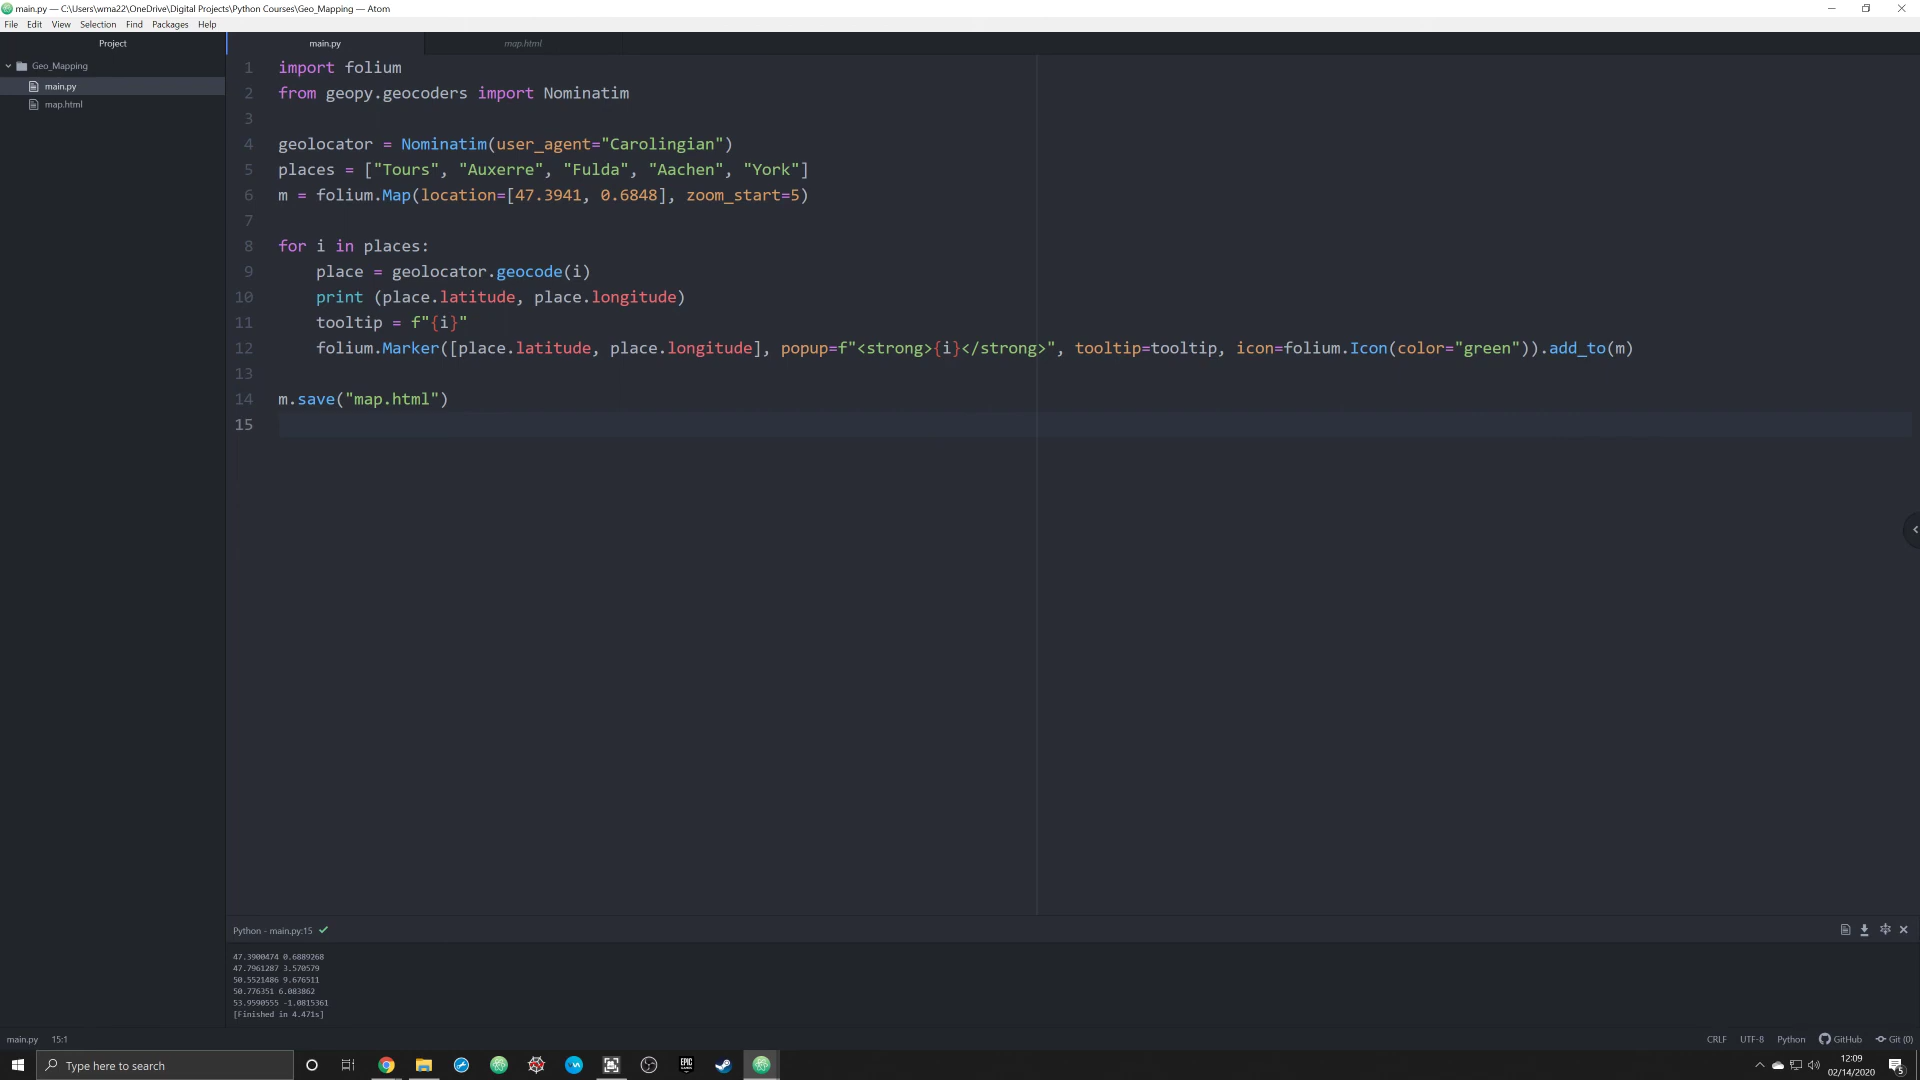 main.py — C:\Users\wma22\OneDrive\Digital Projects\Python Courses\Geo_Mapping — Atom
File Edit View Selection Find Packages Help
Project
main.py
map.html
Geo_Mapping
main.py
map.html
1 import folium
2 from geopy.geocoders import Nominatim
3
4 geolocator = Nominatim(user_agent="Carolingian")
5 places = ["Tours", "Auxerre", "Fulda", "Aachen", "York"]
6 m = folium.Map(location=[47.3941, 0.6848], zoom_start=5)
7
8 for i in places:
9     place = geolocator.geocode(i)
10     print (place.latitude, place.longitude)
11     tooltip = f"{i}"
12     folium.Marker([place.latitude, place.longitude], popup=f"<strong>{i}</strong>", tooltip=tooltip, icon=folium.Icon(color="green")).add_to(m)
13
14 m.save("map.html")
15
Python - main.py:15
47.3900474 0.6889268
47.7961287 3.570579
50.5521486 9.676511
50.776351 6.083862
53.9590555 -1.0815361
[Finished in 4.471s]
main.py 15:1
CRLF UTF-8 Python GitHub Git (0)
Type here to search
EPIC GAMES
12:09
02/14/2020
5